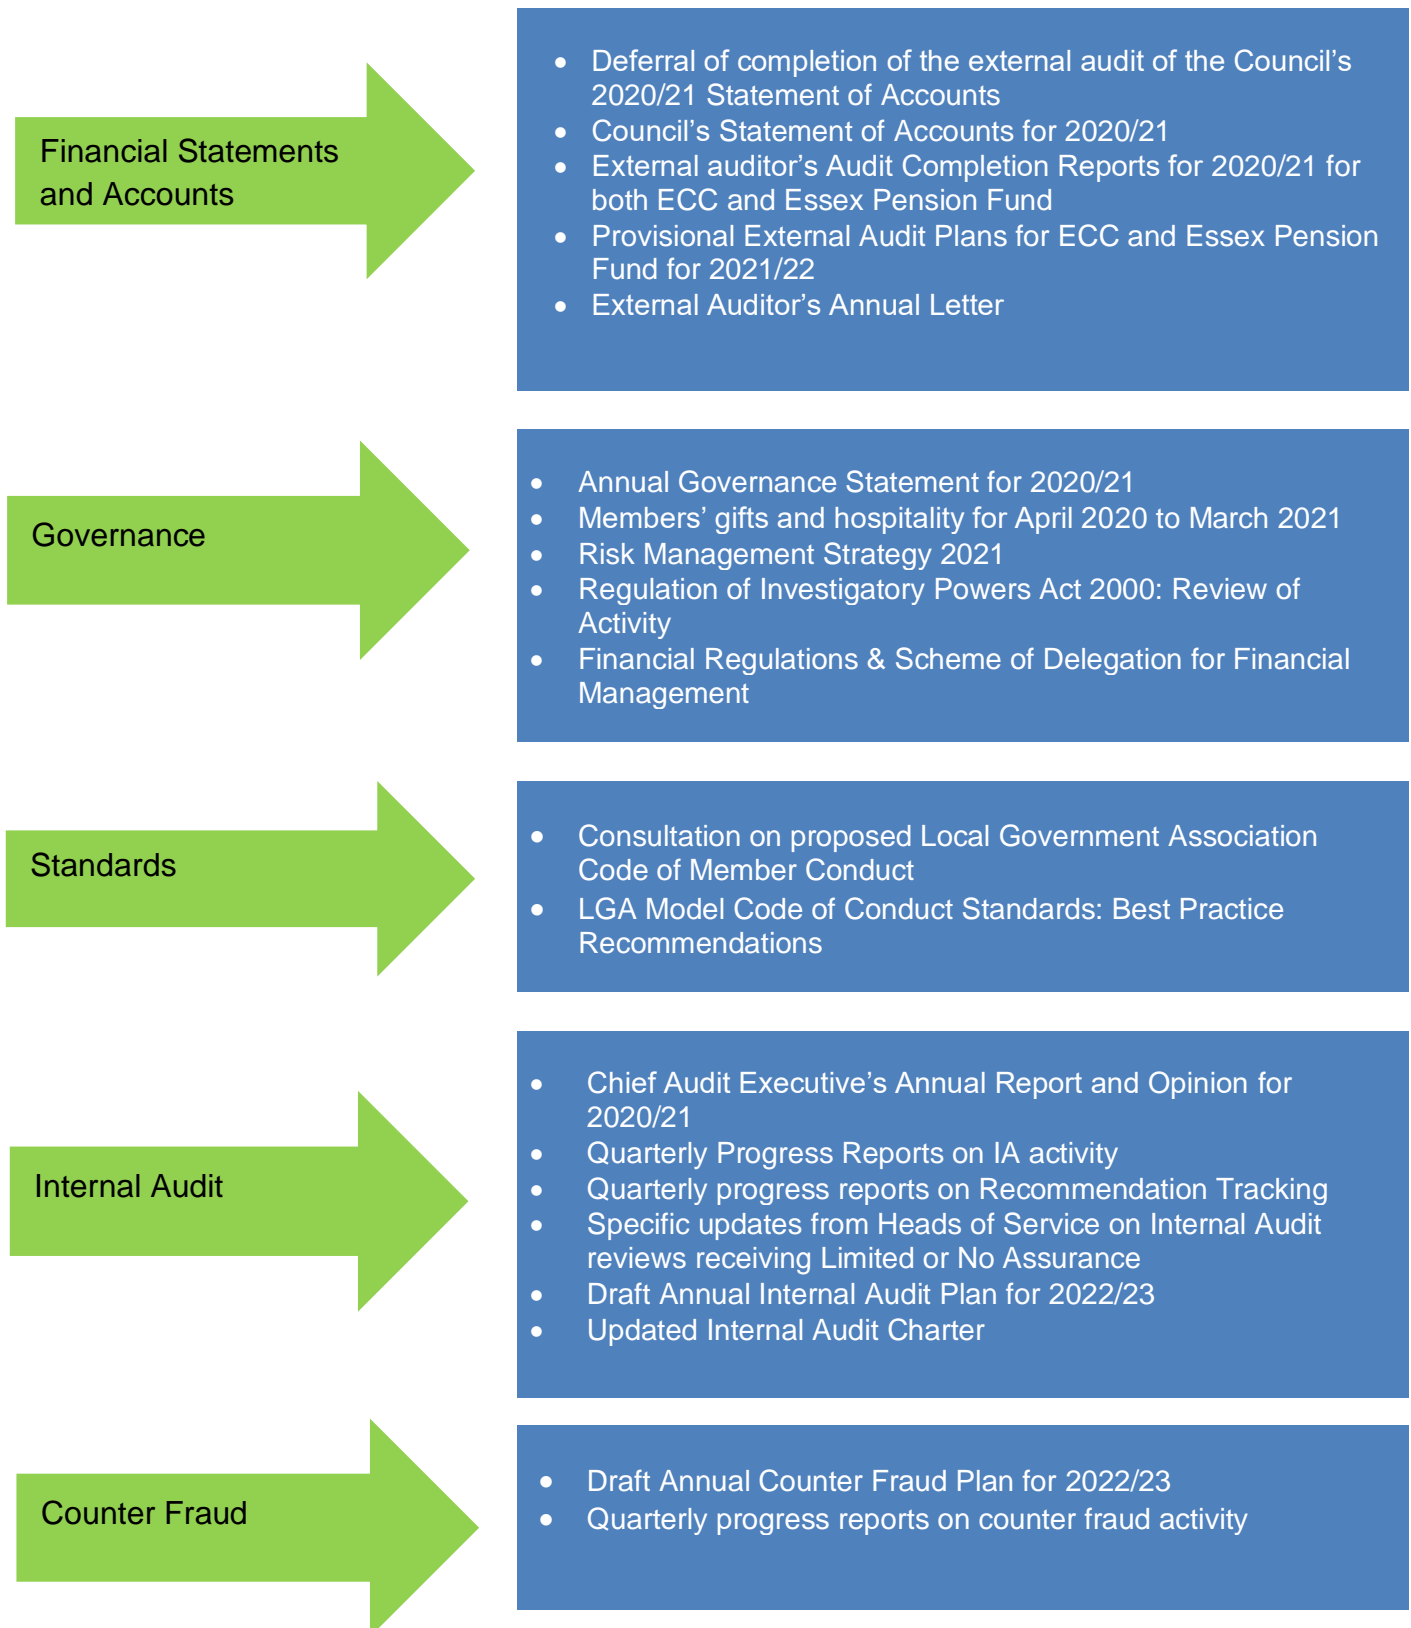 Financial Statements
and Accounts
• Deferral of completion of the external audit of the Council’s
2020/21 Statement of Accounts
• Council’s Statement of Accounts for 2020/21
• External auditor’s Audit Completion Reports for 2020/21 for
both ECC and Essex Pension Fund
• Provisional External Audit Plans for ECC and Essex Pension
Fund for 2021/22
• External Auditor’s Annual Letter
Governance
• Annual Governance Statement for 2020/21
• Members’ gifts and hospitality for April 2020 to March 2021
• Risk Management Strategy 2021
• Regulation of Investigatory Powers Act 2000: Review of
Activity
• Financial Regulations & Scheme of Delegation for Financial
Management
Standards
• Consultation on proposed Local Government Association
Code of Member Conduct
• LGA Model Code of Conduct Standards: Best Practice
Recommendations
Internal Audit
• Chief Audit Executive’s Annual Report and Opinion for
2020/21
• Quarterly Progress Reports on IA activity
• Quarterly progress reports on Recommendation Tracking
• Specific updates from Heads of Service on Internal Audit
reviews receiving Limited or No Assurance
• Draft Annual Internal Audit Plan for 2022/23
• Updated Internal Audit Charter
Counter Fraud
• Draft Annual Counter Fraud Plan for 2022/23
• Quarterly progress reports on counter fraud activity